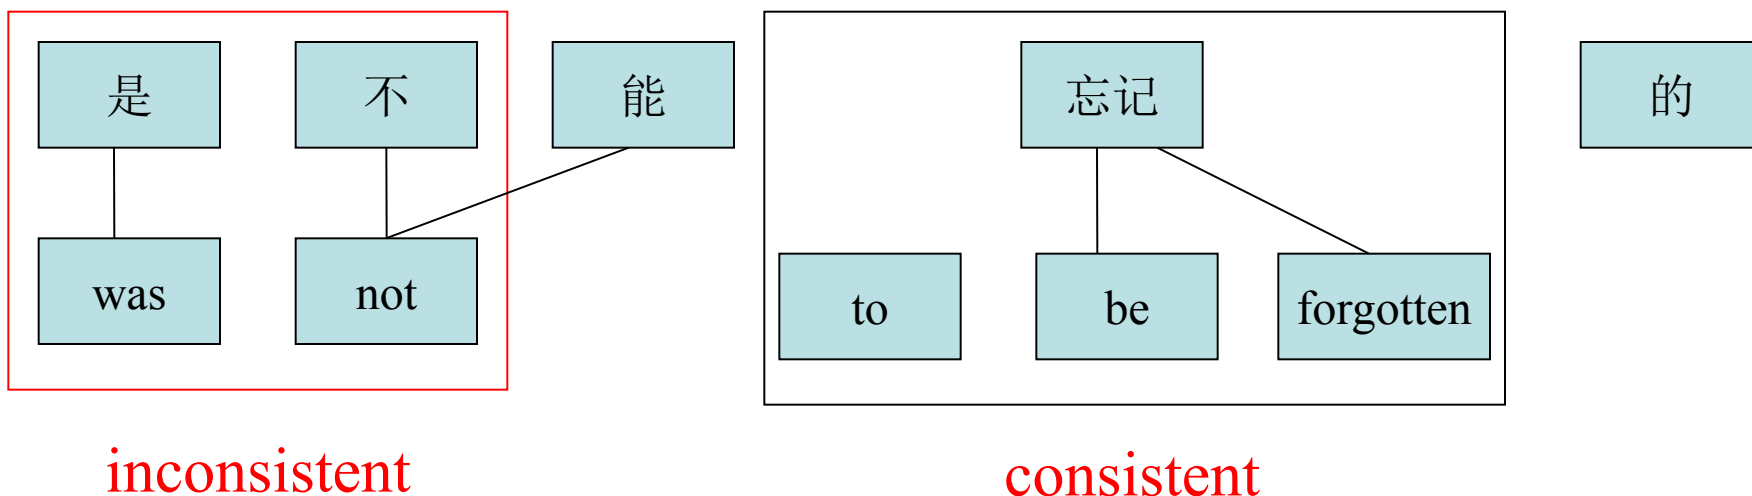 是 不 能 忘记 的
was not to be forgotten
inconsistent consistent